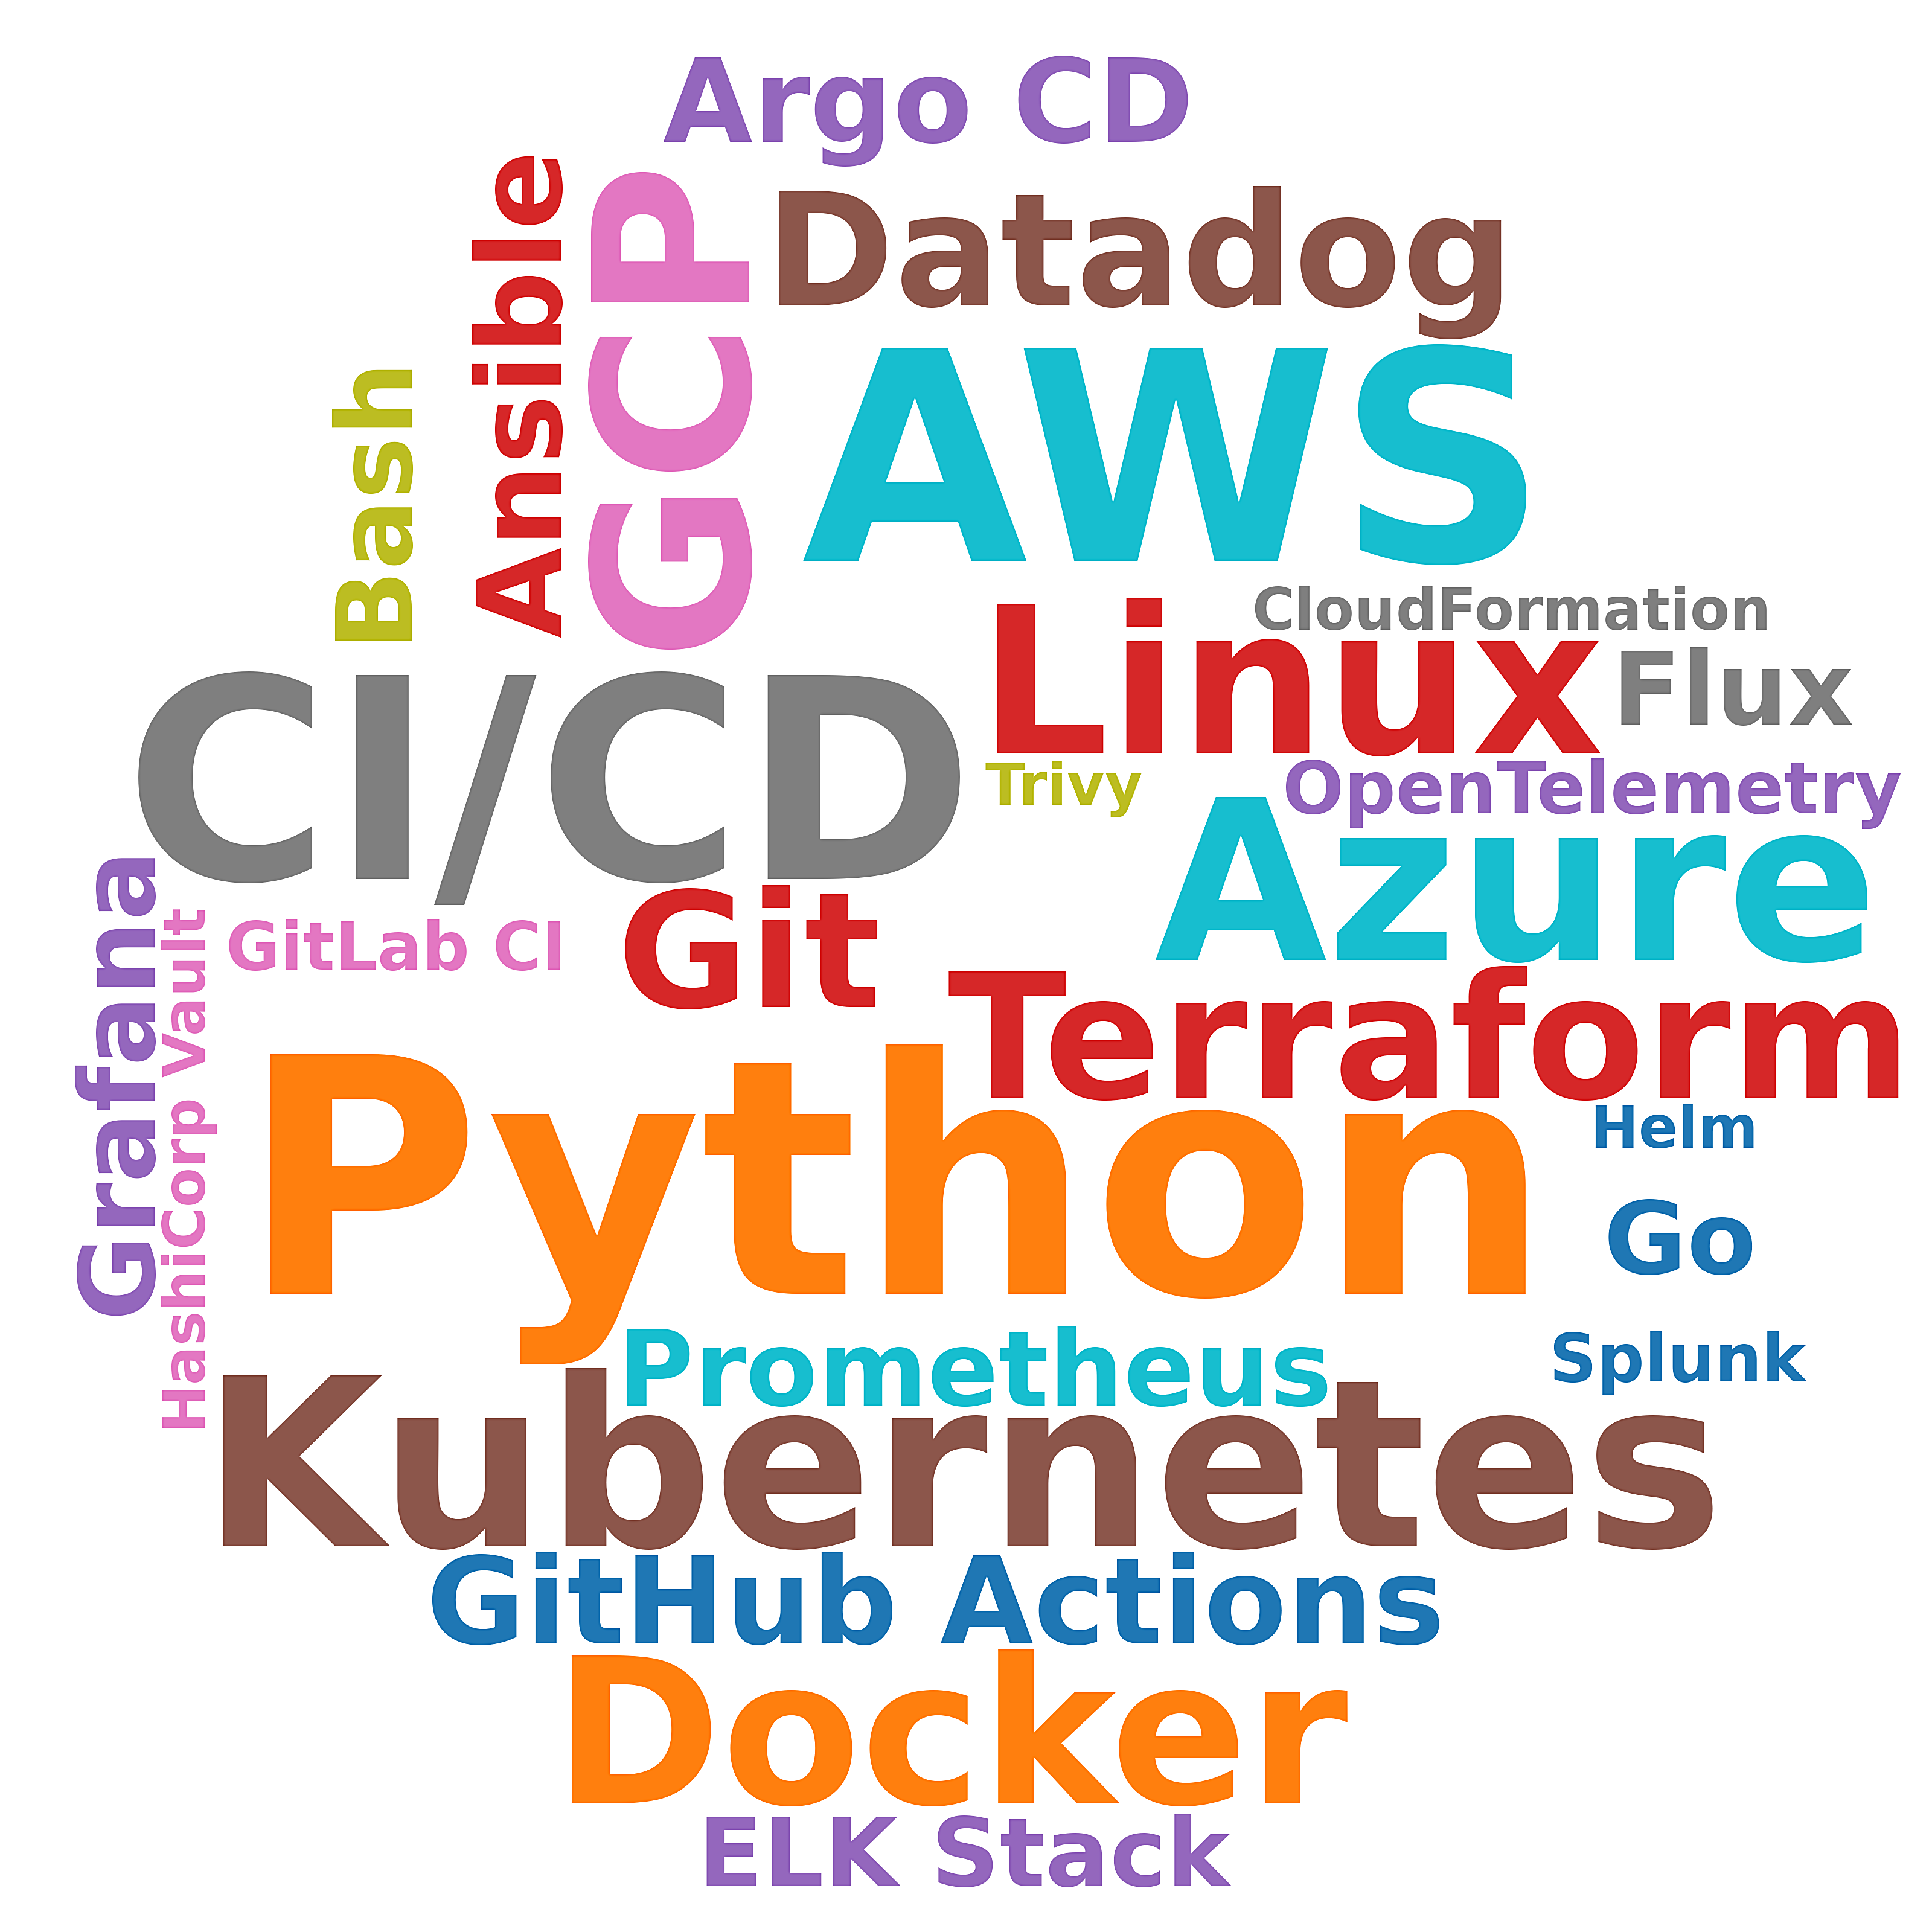 Argo CD
Datadog
Ansible
GCP
AWS
Bash
CloudFormation
Linux
Flux
CI/CD
Trivy
OpenTelemetry
Azure
Grafana
HashiCorp Vault
GitLab CI
Git
Terraform
Python
Helm
Go
Prometheus
Splunk
Kubernetes
GitHub Actions
Docker
ELK Stack